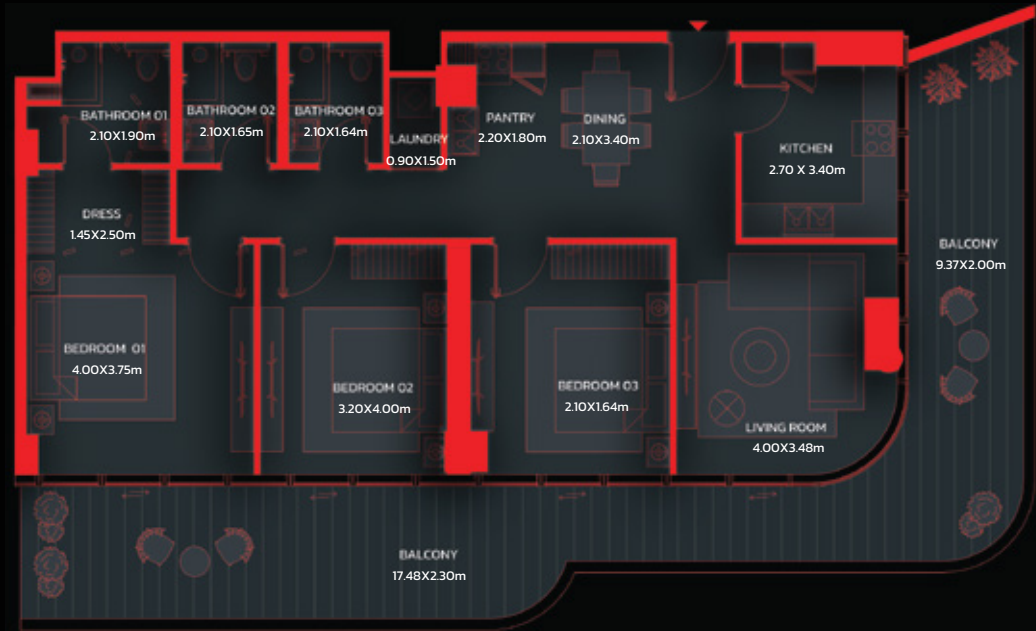 BATHROOM 01
2.10X1.90m
BATHROOM 02
2.10X1.65m
BATHROOM 03
2.10X1.64m
LAUNDRY
0.90X1.50m
PANTRY
2.20X1.80m
DINING
2.10X3.40m
KITCHEN
2.70 X 3.40m
DRESS
1.45X2.50m
BALCONY
9.37X2.00m
BEDROOM 01
4.00X3.75m
BEDROOM 02
3.20X4.00m
BEDROOM 03
2.10X1.64m
LIVING ROOM
4.00X3.48m
BALCONY
17.48X2.30m